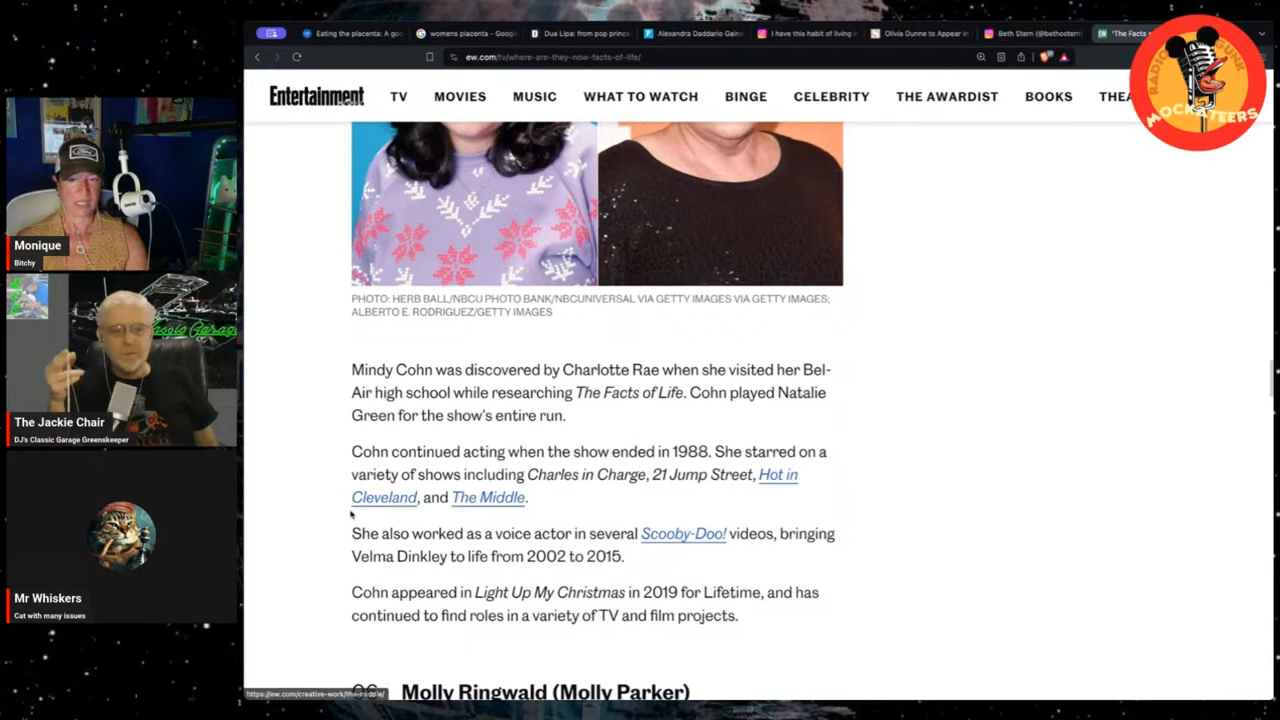 Eating the placenta: A goo
womens placenta - Googl
Dua Lipa: from pop prince
Alexandra Daddario Gains
I have this habit of living i
Olivia Dunne to Appear in
Beth Stern (@bethostern)
"The Facts
ew.com/tv/where-are-they-now-facts-of-life/
Entertainment
TV
MOVIES
MUSIC
WHAT TO WATCH
BINGE
CELEBRITY
THE AWARDIST
BOOKS
THEA
RADIO GUNK
MOCKATEERS
PHOTO: HERB BALL/NBCU PHOTO BANK/NBCUNIVERSAL VIA GETTY IMAGES VIA GETTY IMAGES;
ALBERTO E. RODRIGUEZ/GETTY IMAGES
Mindy Cohn was discovered by Charlotte Rae when she visited her Bel-
Air high school while researching The Facts of Life. Cohn played Natalie
Green for the show's entire run.
Cohn continued acting when the show ended in 1988. She starred on a
variety of shows including Charles in Charge, 21 Jump Street, Hot in
Cleveland, and The Middle.
She also worked as a voice actor in several Scooby-Doo! videos, bringing
Velma Dinkley to life from 2002 to 2015.
Cohn appeared in Light Up My Christmas in 2019 for Lifetime, and has
continued to find roles in a variety of TV and film projects.
Molly Ringwald (Molly Parker)
https://ew.com/creative-work/the-middle/
Monique
Bitchy
Classic Garage
The Jackie Chair
DJ's Classic Garage Greenskeeper
Mr Whiskers
Cat with many issues